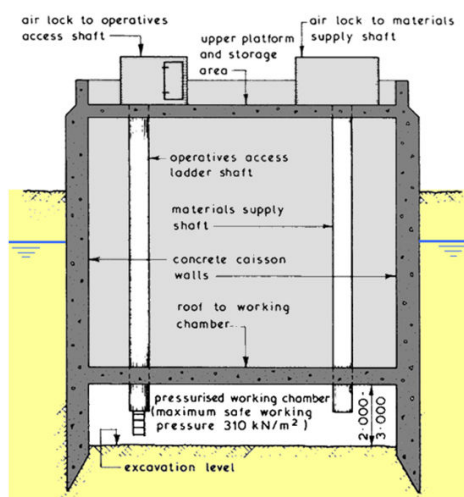 air lock to operatives
access shaft
upper platform
and storage
area
air lock to materials
supply shaft
operatives access
ladder shaft
materials supply
shaft
concrete caisson
walls
roof to working
chamber
pressurised working chamber
(maximum safe working
pressure 310 kN/m²)
2.000-
3.000
excavation level